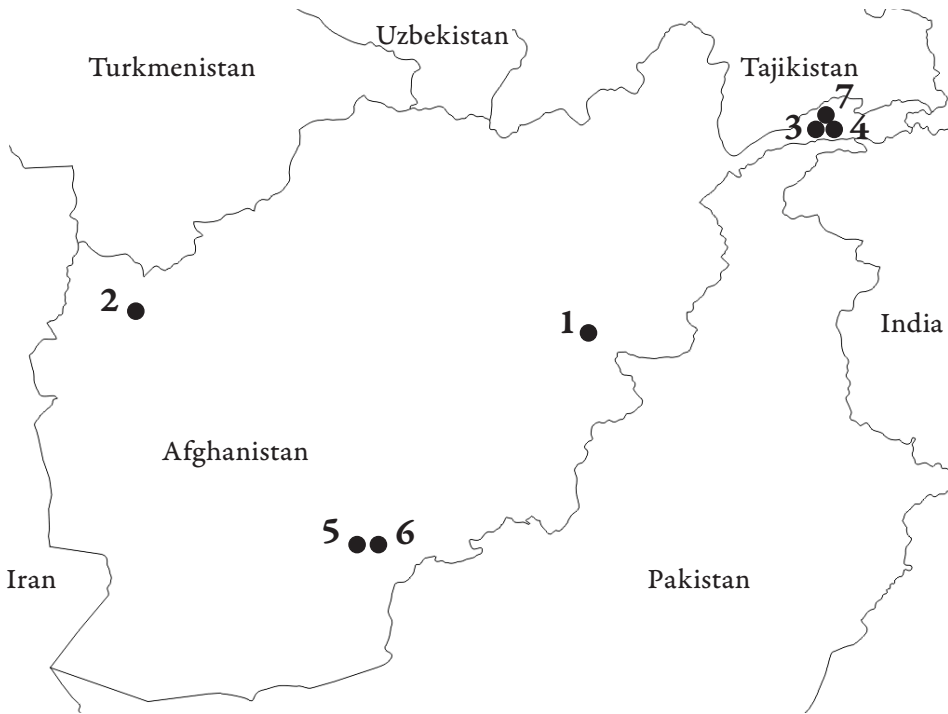 Uzbekistan
Turkmenistan
Tajikistan
7
3
4
2
1
India
Afghanistan
5
6
Iran
Pakistan